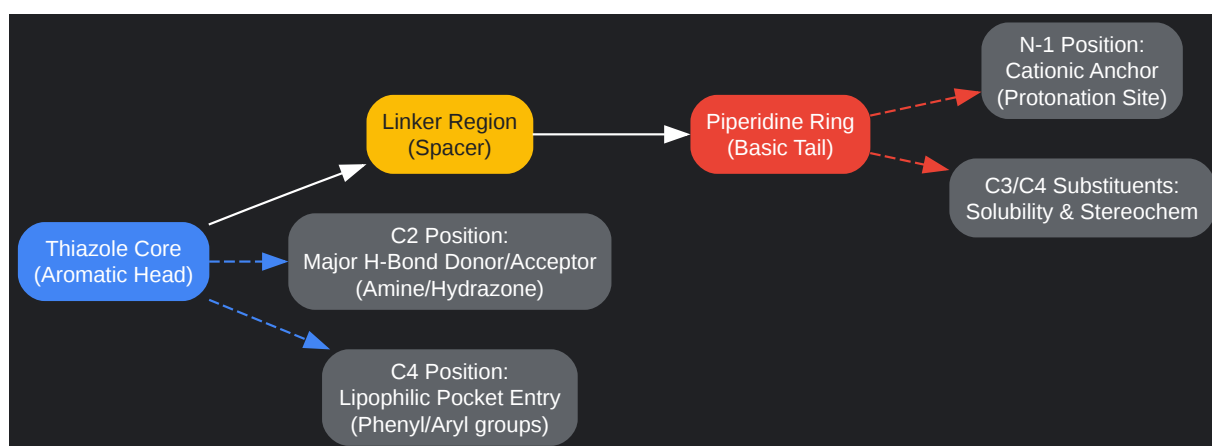 Thiazole Core
(Aromatic Head)
Linker Region
(Spacer)
Piperidine Ring
(Basic Tail)
N-1 Position:
Cationic Anchor
(Protonation Site)
C3/C4 Substituents:
Solubility & Stereochem
C2 Position:
Major H-Bond Donor/Acceptor
(Amine/Hydrazone)
C4 Position:
Lipophilic Pocket Entry
(Phenyl/Aryl groups)